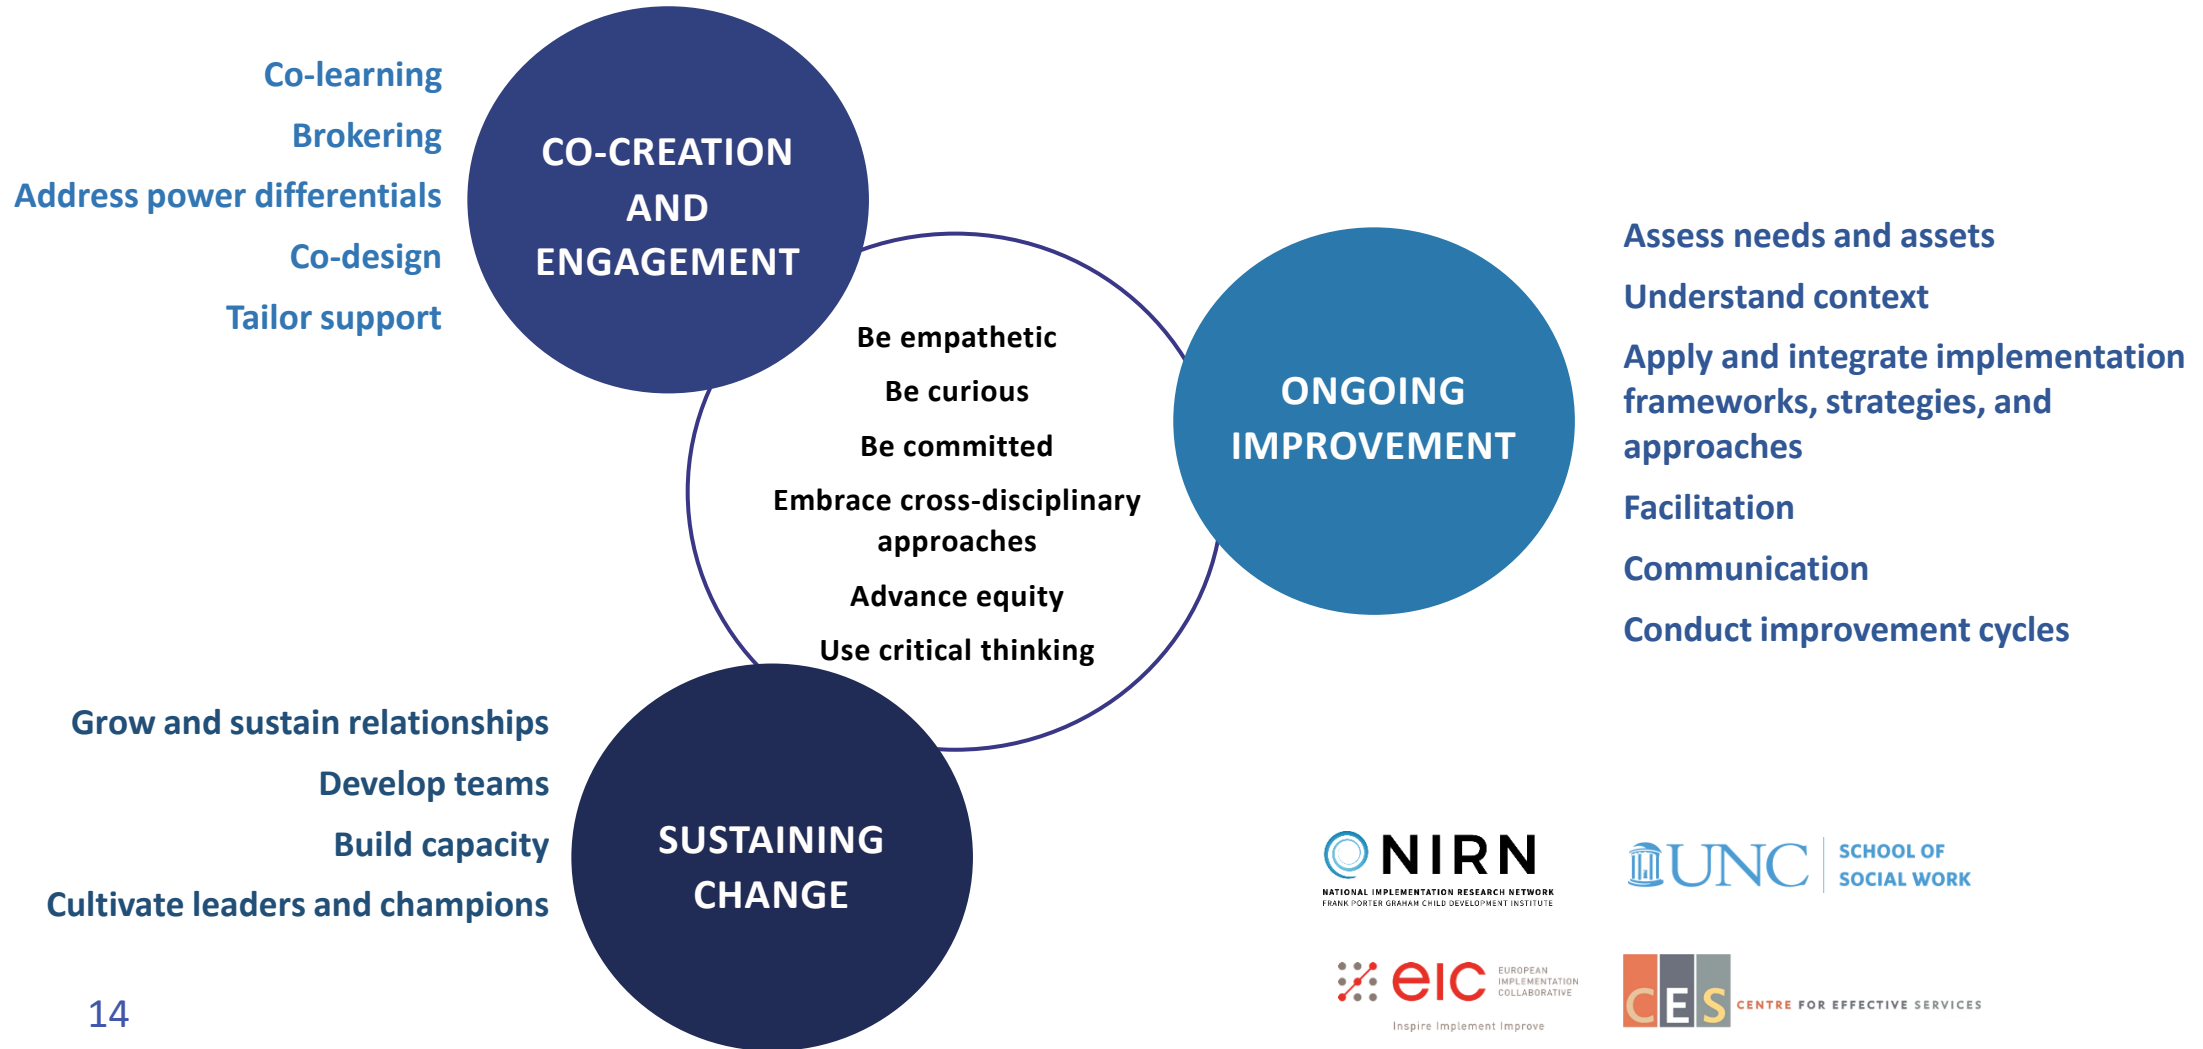 Co-learning
Brokering
Address power differentials
Co-design
Tailor support
CO-CREATION
AND
ENGAGEMENT
Be empathetic
Be curious
Be committed
Embrace cross-disciplinary
approaches
Advance equity
Use critical thinking
ONGOING
IMPROVEMENT
Assess needs and assets
Understand context
Apply and integrate implementation
frameworks, strategies, and
approaches
Facilitation
Communication
Conduct improvement cycles
Grow and sustain relationships
Develop teams
Build capacity
Cultivate leaders and champions
SUSTAINING
CHANGE
NIRN
NATIONAL IMPLEMENTATION RESEARCH NETWORK
FRANK PORTER GRAHAM CHILD DEVELOPMENT INSTITUTE
UNC
SCHOOL OF
SOCIAL WORK
eIC
EUROPEAN
IMPLEMENTATION
COLLABORATIVE
Inspire Implement Improve
CES
CENTRE FOR EFFECTIVE SERVICES
14